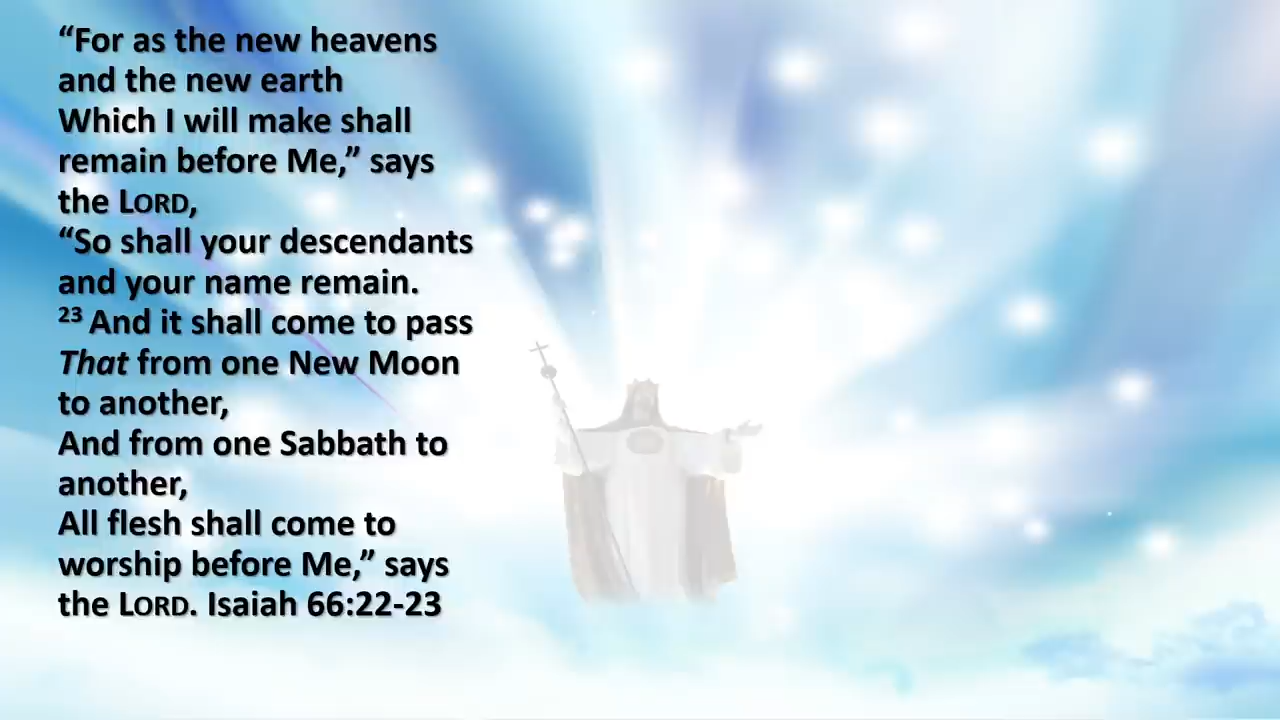 “For as the new heavens
and the new earth
Which I will make shall
remain before Me,” says
the LORD,
“So shall your descendants
and your name remain.
23 And it shall come to pass
That from one New Moon
to another,
And from one Sabbath to
another,
All flesh shall come to
worship before Me,” says
the LORD. Isaiah 66:22-23